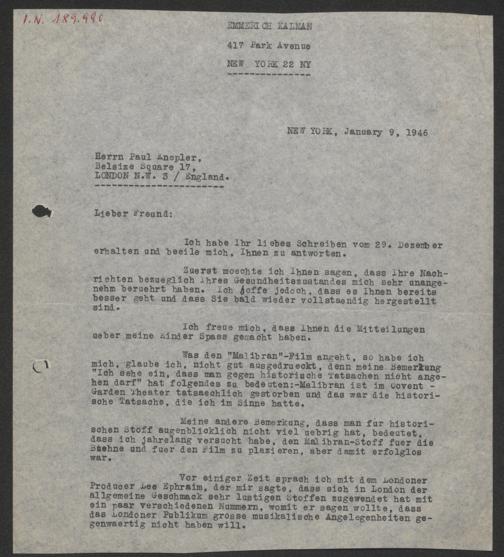 I.N. 189.990
EMMERICH KALMAN
417 Park Avenue
NEW YORK 22 NY
NEW YORK, January 9, 1946
Herrn Paul Knepler,
Belsize Square 17,
LONDON N.W. 3 / England.
Lieber Freund:
Ich habe Ihr liebes Schreiben vom 29. Dezember
erhalten und beeile mich, Ihnen zu antworten.
Zuerst moechte ich Ihnen sagen, dass Ihre Nach-
richten bezueglich Ihres Gesundheitszustandes mich sehr unange-
nehm beruehrt haben. Ich hoffe jedoch, dass es Ihnen bereits
besser geht und dass Sie bald wieder vollstaendig hergestellt
sind.
Ich freue mich, dass Ihnen die Mitteilungen
ueber meine Kinder Spass gemacht haben.
Was den "Malibran"-Film angeht, so habe ich
mich, glaube ich, nicht gut ausgedrueckt, denn meine Bemerkung
"Ich sehe ein, dass man gegen historische Tatsachen nicht ange-
hen darf" hat folgendes zu bedeuten:-Malibran ist im Covent -
Garden Theater tatsaechlich gestorben und das war die histori-
sche Tatsache, die ich im Sinne hatte.
Meine andere Bemerkung, dass man fur histori-
schen Stoff augenblicklich nicht viel uebrig hat, bedeutet,
dass ich jahrelang versucht habe, den Malibran-Stoff fuer die
Buehne und fuer den Film zu plazieren, aber damit erfolglos
war.
Vor einiger Zeit sprach ich mit dem Londoner
Producer Lee Ephraim, der mir sagte, dass sich in London der
allgemeine Geschmack sehr lustigen Stoffen zugewendet hat mit
ein paar verschiedenen Nummern, womit er sagen wollte, dass
das Londoner Publikum grosse musikalische Angelegenheiten ge-
genwaertig nicht haben will.